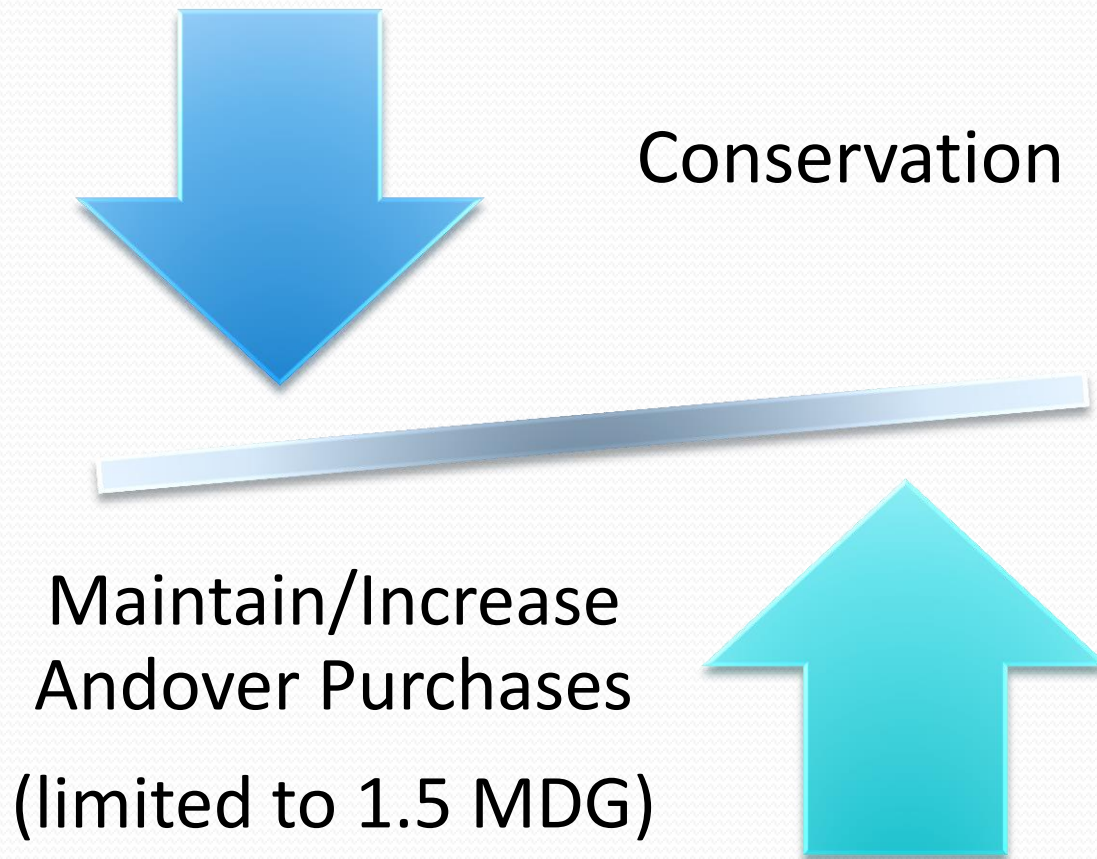 Conservation
Maintain/Increase
Andover Purchases
(limited to 1.5 MDG)